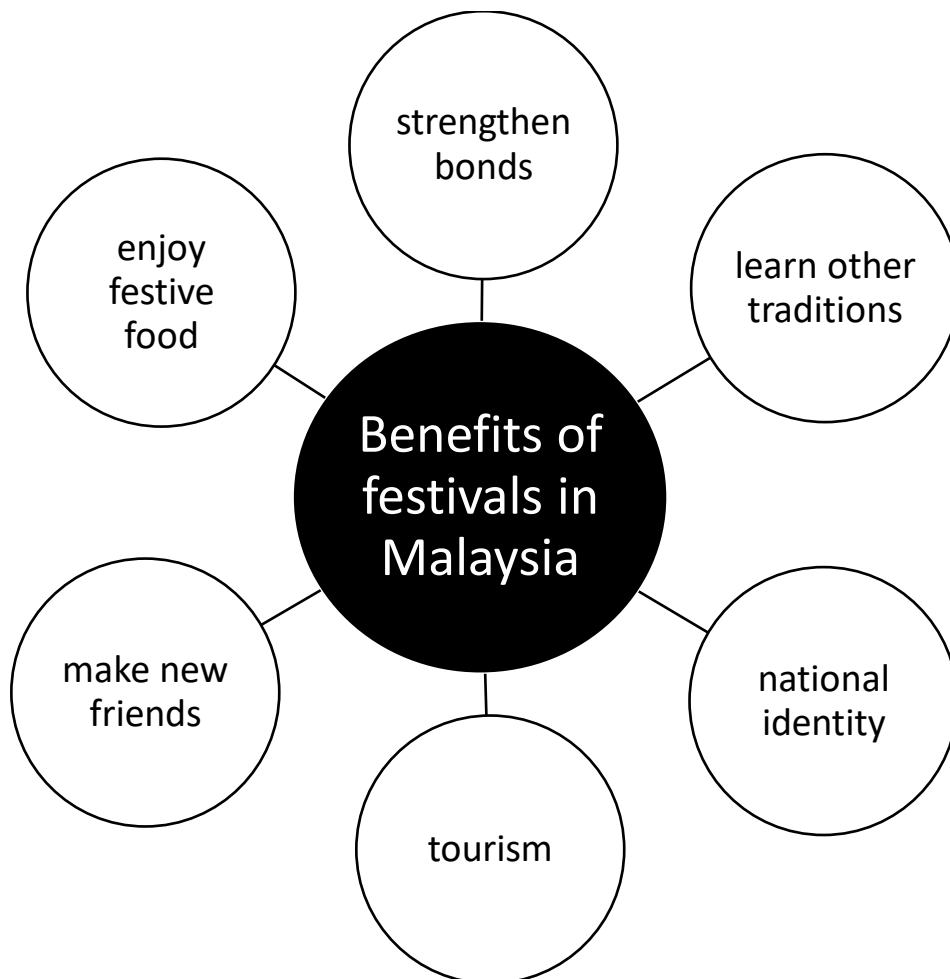 strengthen
bonds
enjoy
festive
food
learn other
traditions
Benefits of
festivals in
Malaysia
make new
friends
national
identity
tourism